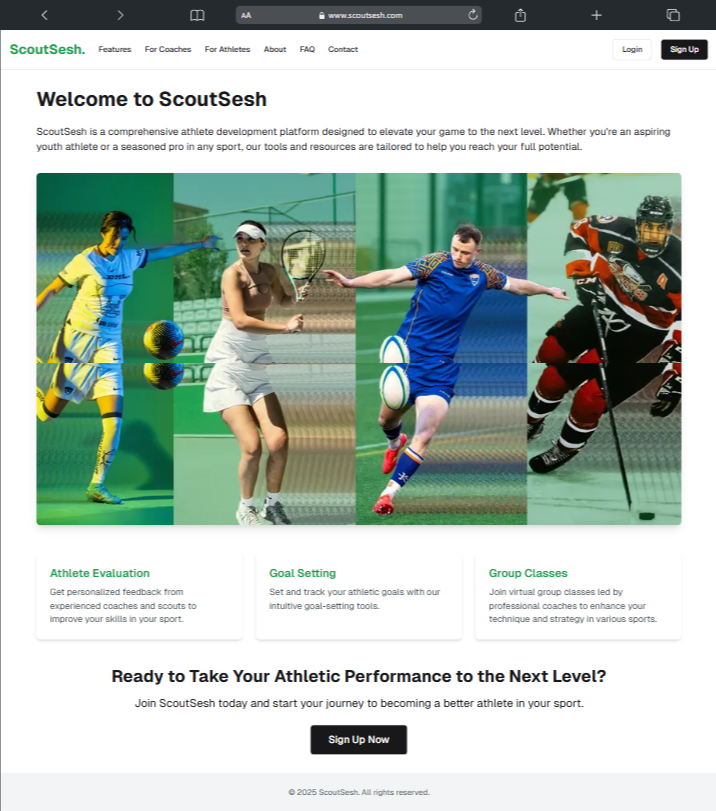 AA www.scoutsesh.com
ScoutSesh. Features For Coaches For Athletes About FAQ Contact Login Sign Up
Welcome to ScoutSesh
ScoutSesh is a comprehensive athlete development platform designed to elevate your game to the next level. Whether you're an aspiring
youth athlete or a seasoned pro in any sport, our tools and resources are tailored to help you reach your full potential.
CCM
Athlete Evaluation
Get personalized feedback from
experienced coaches and scouts to
improve your skills in your sport.
Goal Setting
Set and track your athletic goals with our
intuitive goal-setting tools.
Group Classes
Join virtual group classes led by
professional coaches to enhance your
technique and strategy in various sports.
Ready to Take Your Athletic Performance to the Next Level?
Join ScoutSesh today and start your journey to becoming a better athlete in your sport.
Sign Up Now
© 2025 ScoutSesh. All rights reserved.